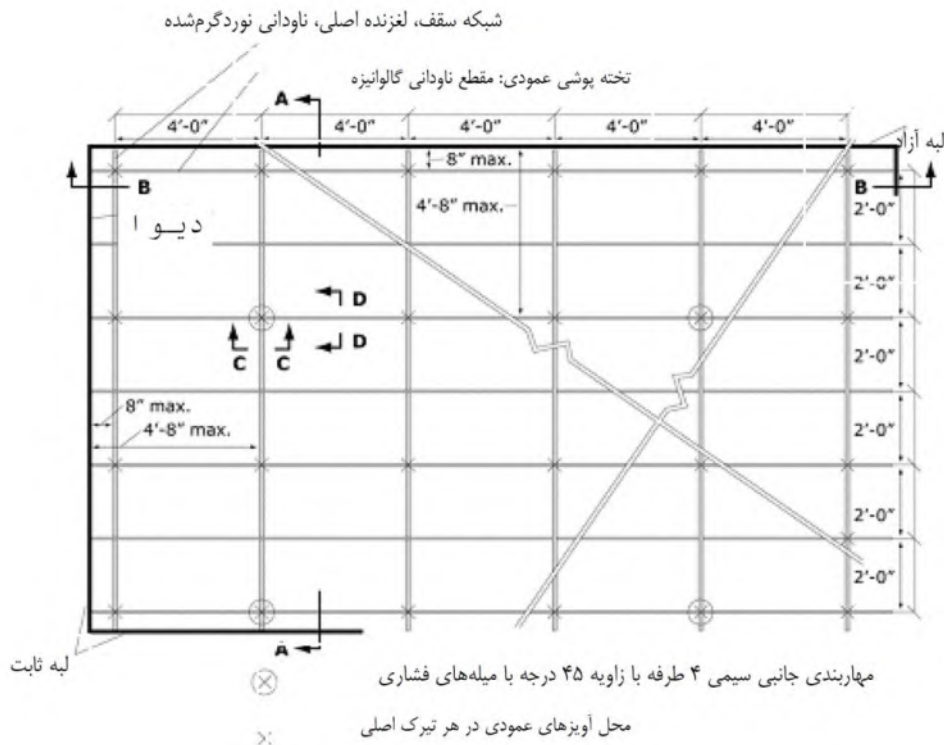 شبکه سقف، لغزنده اصلی، ناودانی نوردگرم‌شده
تخته پوشی عمودی: مقطع ناودانی گالوانیزه
A
4'-0" 4'-0" 4'-0" 4'-0" 4'-0"
لبه آزاد
8" max.
B B
4'-8" max.
2'-0"
دیــو ا
2'-0"
D
D
C C
2'-0"
8" max.
4'-8" max.
2'-0"
2'-0"
2'-0"
A
لبه ثابت
مهاربندی جانبی سیمی ۴ طرفه با زاویه ۴۵ درجه با میله‌های فشاری
محل آویزهای عمودی در هر تیرک اصلی